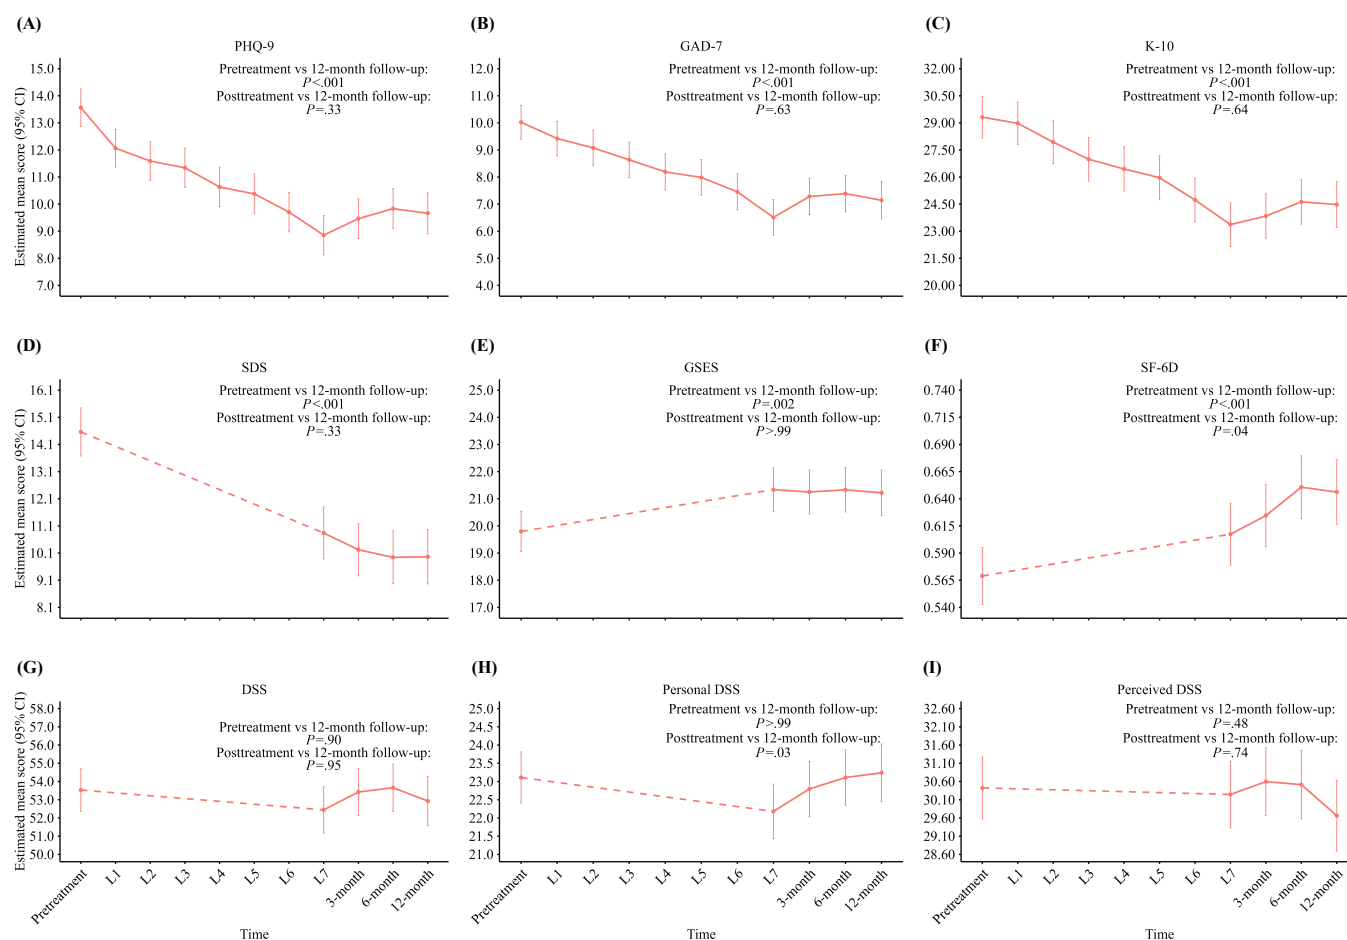 (A)
PHQ-9
Pretreatment vs 12-month follow-up:
P<.001
Posttreatment vs 12-month follow-up:
P=.33
Estimated mean score (95% CI)
15.0
14.0
13.0
12.0
11.0
10.0
9.0
8.0
7.0
(B)
GAD-7
Pretreatment vs 12-month follow-up:
P<.001
Posttreatment vs 12-month follow-up:
P=.63
12.0
11.0
10.0
9.0
8.0
7.0
6.0
5.0
4.0
(C)
K-10
Pretreatment vs 12-month follow-up:
P<.001
Posttreatment vs 12-month follow-up:
P=.64
32.00
30.50
29.00
27.50
26.00
24.50
23.00
21.50
20.00
(D)
SDS
Pretreatment vs 12-month follow-up:
P<.001
Posttreatment vs 12-month follow-up:
P=.33
Estimated mean score (95% CI)
16.1
15.1
14.1
13.1
12.1
11.1
10.1
9.1
8.1
(E)
GSES
Pretreatment vs 12-month follow-up:
P=.002
Posttreatment vs 12-month follow-up:
P>.99
25.0
24.0
23.0
22.0
21.0
20.0
19.0
18.0
17.0
(F)
SF-6D
Pretreatment vs 12-month follow-up:
P<.001
Posttreatment vs 12-month follow-up:
P=.04
0.740
0.715
0.690
0.665
0.640
0.615
0.590
0.565
0.540
(G)
DSS
Pretreatment vs 12-month follow-up:
P=.90
Posttreatment vs 12-month follow-up:
P=.95
Estimated mean score (95% CI)
58.0
57.0
56.0
55.0
54.0
53.0
52.0
51.0
50.0
Pretreatment
L1
L2
L3
L4
L5
L6
L7
3-month
6-month
12-month
Time
(H)
Personal DSS
Pretreatment vs 12-month follow-up:
P>.99
Posttreatment vs 12-month follow-up:
P=.03
25.0
24.5
24.0
23.5
23.0
22.5
22.0
21.5
21.0
Pretreatment
L1
L2
L3
L4
L5
L6
L7
3-month
6-month
12-month
Time
(I)
Perceived DSS
Pretreatment vs 12-month follow-up:
P=.48
Posttreatment vs 12-month follow-up:
P=.74
32.60
32.10
31.60
31.10
30.60
30.10
29.60
29.10
28.60
Pretreatment
L1
L2
L3
L4
L5
L6
L7
3-month
6-month
12-month
Time